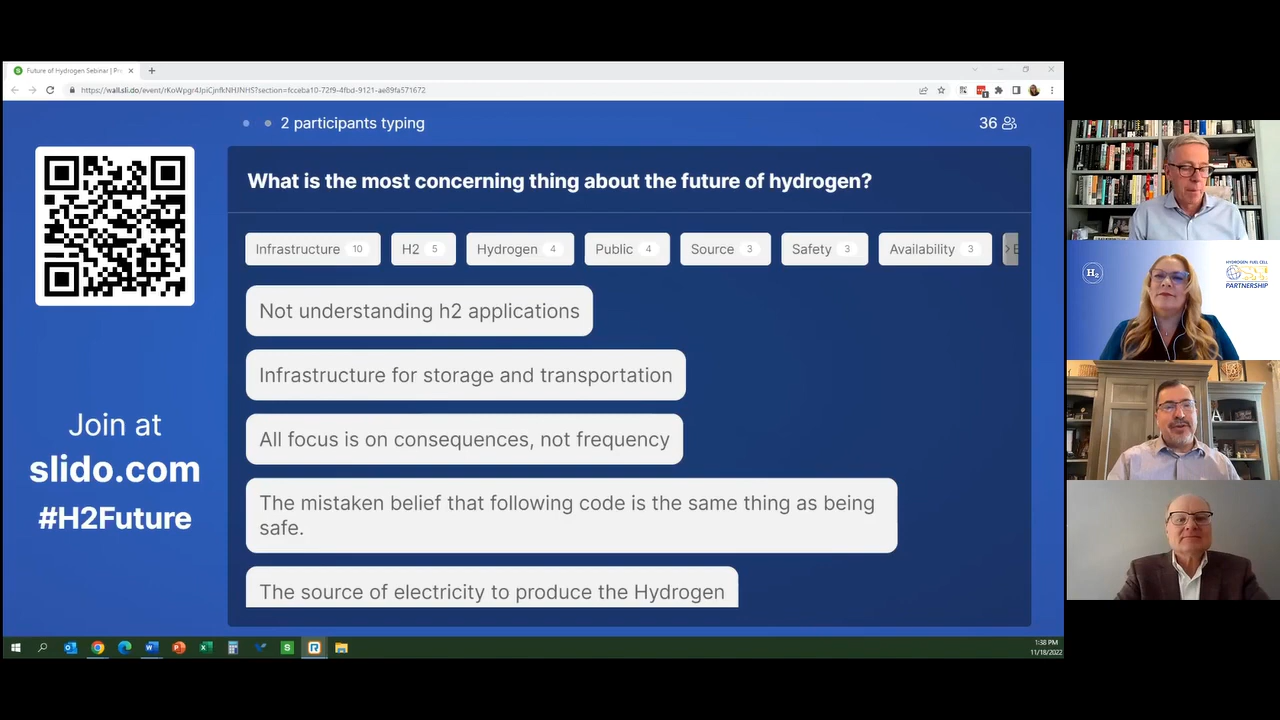 Future of Hydrogen Sebinar | Pre
https://wall.sli.do/event/rKoWpgr4JpiCjnfkNHJNHS?section=fcceba10-72f9-4fbd-9121-ae89fa571672
2 participants typing
36
What is the most concerning thing about the future of hydrogen?
Infrastructure 10
H2 5
Hydrogen 4
Public 4
Source 3
Safety 3
Availability 3
Not understanding h2 applications
Infrastructure for storage and transportation
All focus is on consequences, not frequency
The mistaken belief that following code is the same thing as being
safe.
The source of electricity to produce the Hydrogen
Join at
slido.com
#H2Future
1:38 PM
11/18/2022
H2
HYDROGEN FUEL CELL
PARTNERSHIP